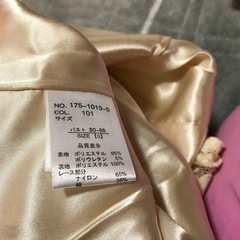 NO. 175-1013-0
COL. 101
サイズ
バスト 80-88
SIZE [0]
品質表示
表地 ポリエステル 95%
ポリウレタン 5%
裏地 ポリエステル 100%
レース部分
ナイロン 65%